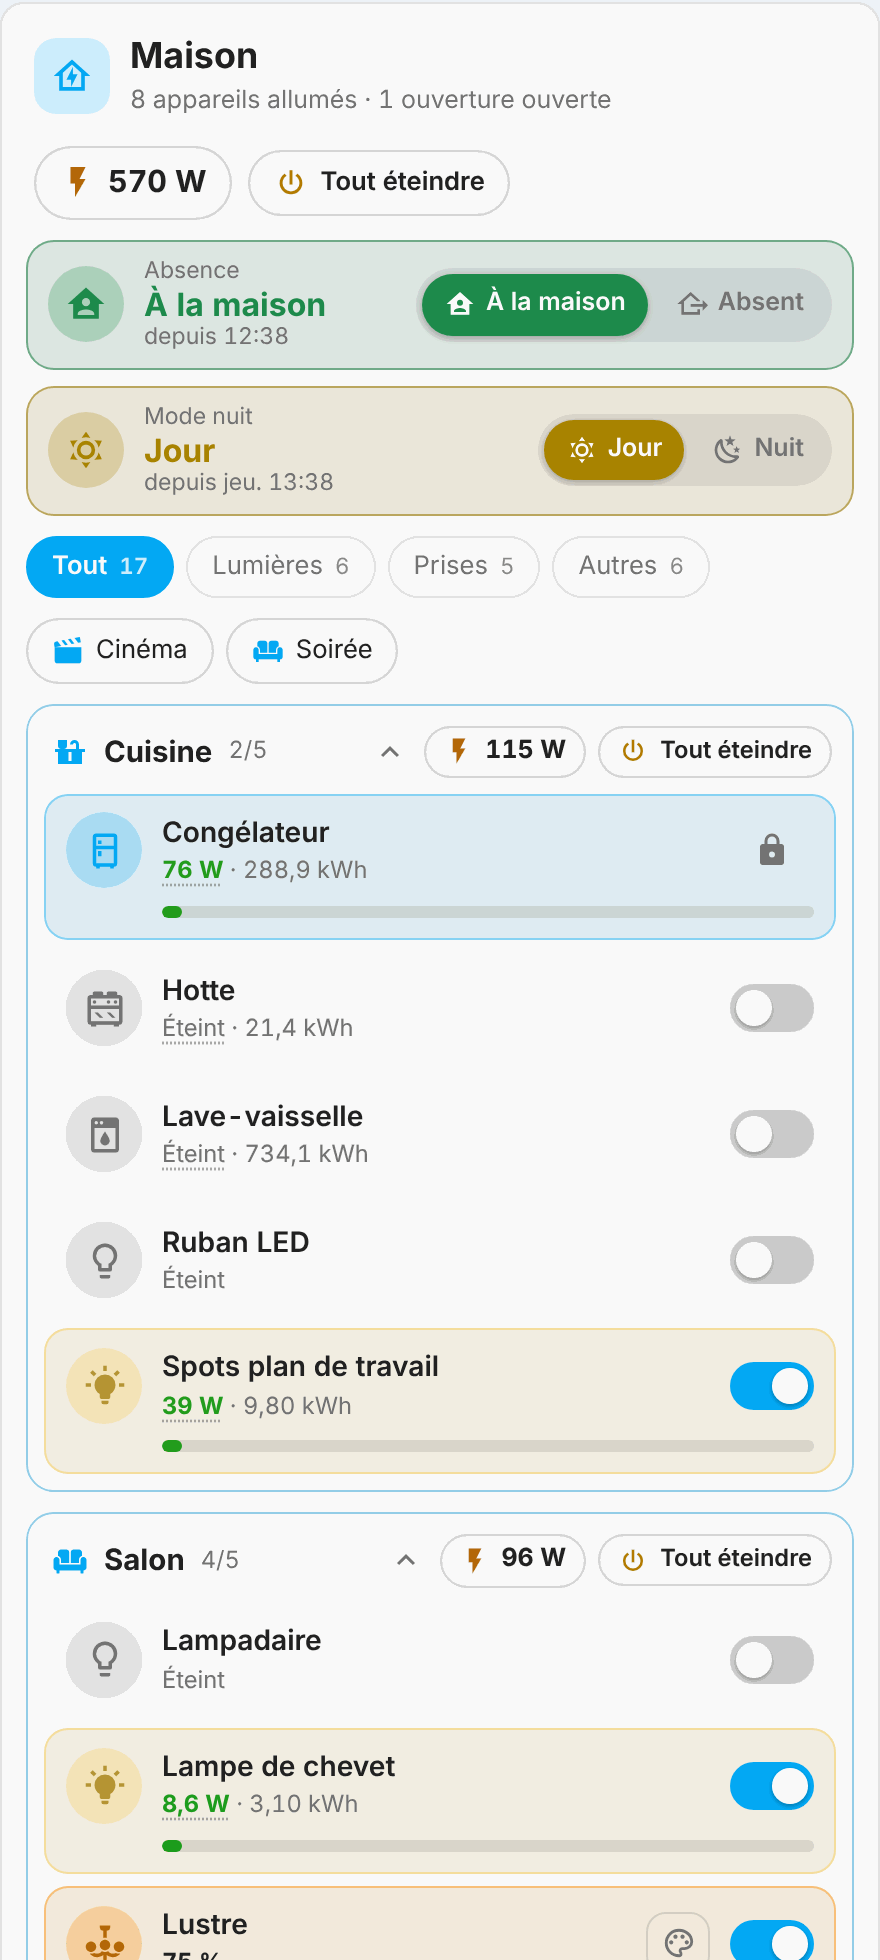 Maison
8 appareils allumés · 1 ouverture ouverte
570 W
Tout éteindre
Absence
À la maison
depuis 12:38
À la maison
Absent
Mode nuit
Jour
depuis jeu. 13:38
Jour
Nuit
Tout 17
Lumières 6
Prises 5
Autres 6
Cinéma
Soirée
Cuisine 2/5
115 W
Tout éteindre
Congélateur
76 W · 288,9 kWh
Hotte
Éteint · 21,4 kWh
Lave-vaisselle
Éteint · 734,1 kWh
Ruban LED
Éteint
Spots plan de travail
39 W · 9,80 kWh
Salon 4/5
96 W
Tout éteindre
Lampadaire
Éteint
Lampe de chevet
8,6 W · 3,10 kWh
Lustre
75 %